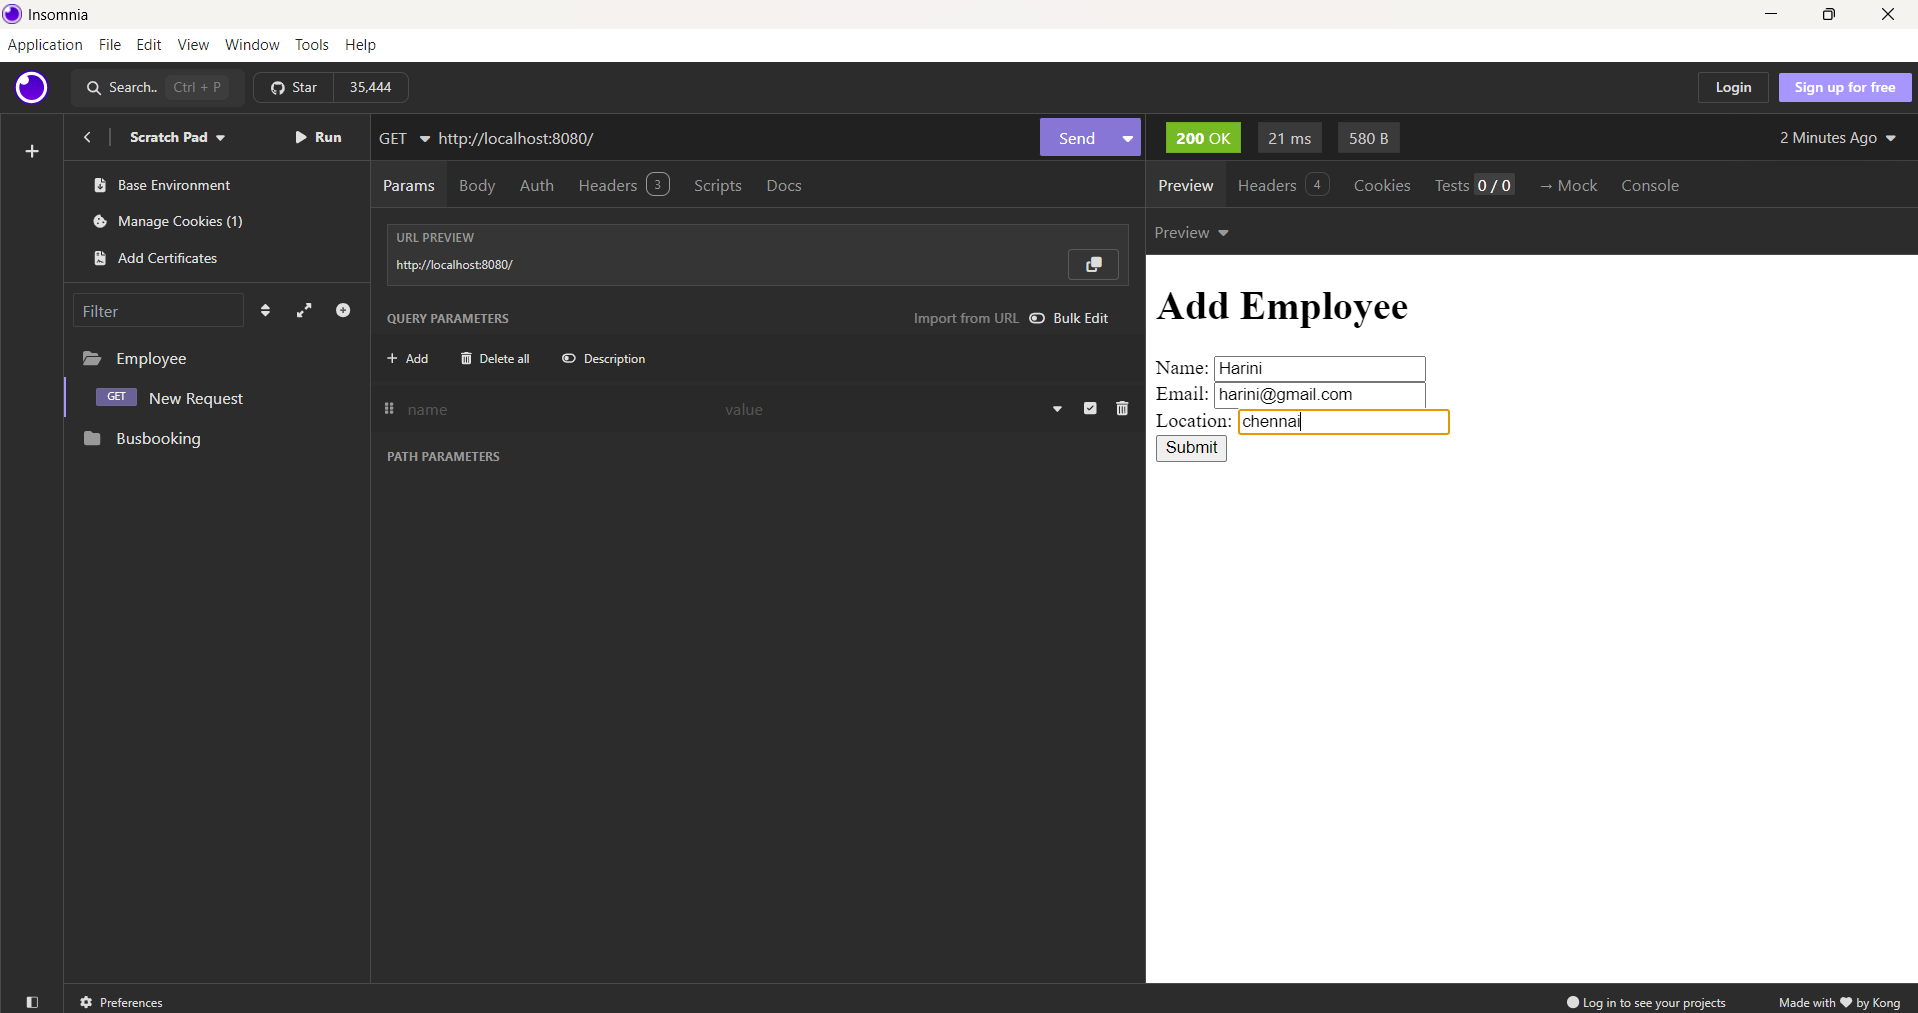 Insomnia
Application File Edit View Window Tools Help
Search.. Ctrl + P Star 35,444 Login Sign up for free
Scratch Pad Run
Base Environment
Manage Cookies (1)
Add Certificates
Filter
Employee
GET New Request
Busbooking
GET http://localhost:8080/ Send
Params Body Auth Headers 3 Scripts Docs
URL PREVIEW
http://localhost:8080/
QUERY PARAMETERS Import from URL Bulk Edit
+ Add Delete all Description
name value
PATH PARAMETERS
200 OK 21 ms 580 B 2 Minutes Ago
Preview Headers 4 Cookies Tests 0 / 0 → Mock Console
Preview
Add Employee
Name: Harini
Email: harini@gmail.com
Location: chennai
Submit
Preferences Log in to see your projects Made with ❤ by Kong